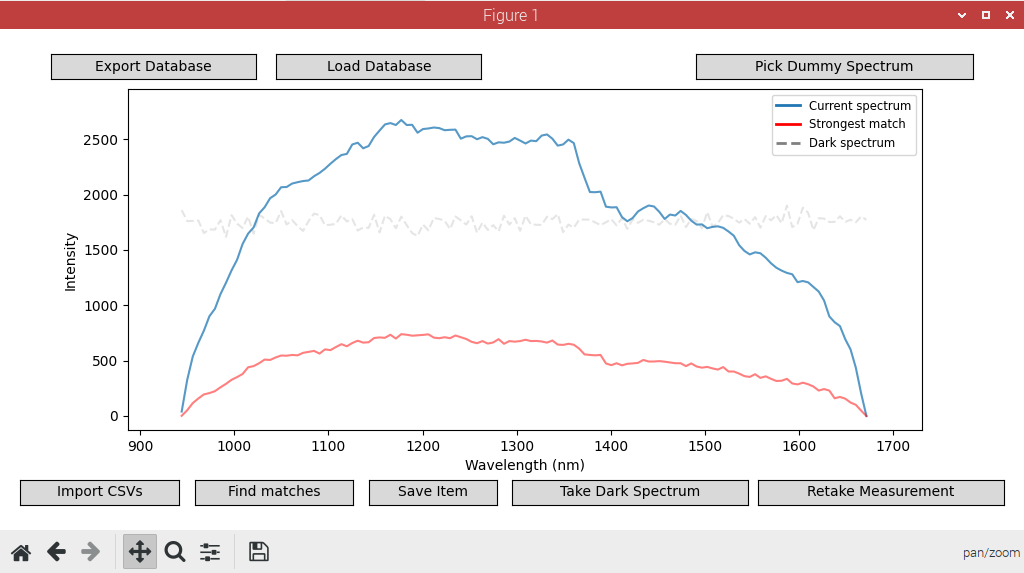 Figure 1
Export Database
Load Database
Pick Dummy Spectrum
Current spectrum
Strongest match
Dark spectrum
2500
2000
1500
1000
500
0
Intensity
900 1000 1100 1200 1300 1400 1500 1600 1700
Wavelength (nm)
Import CSVs
Find matches
Save Item
Take Dark Spectrum
Retake Measurement
pan/zoom